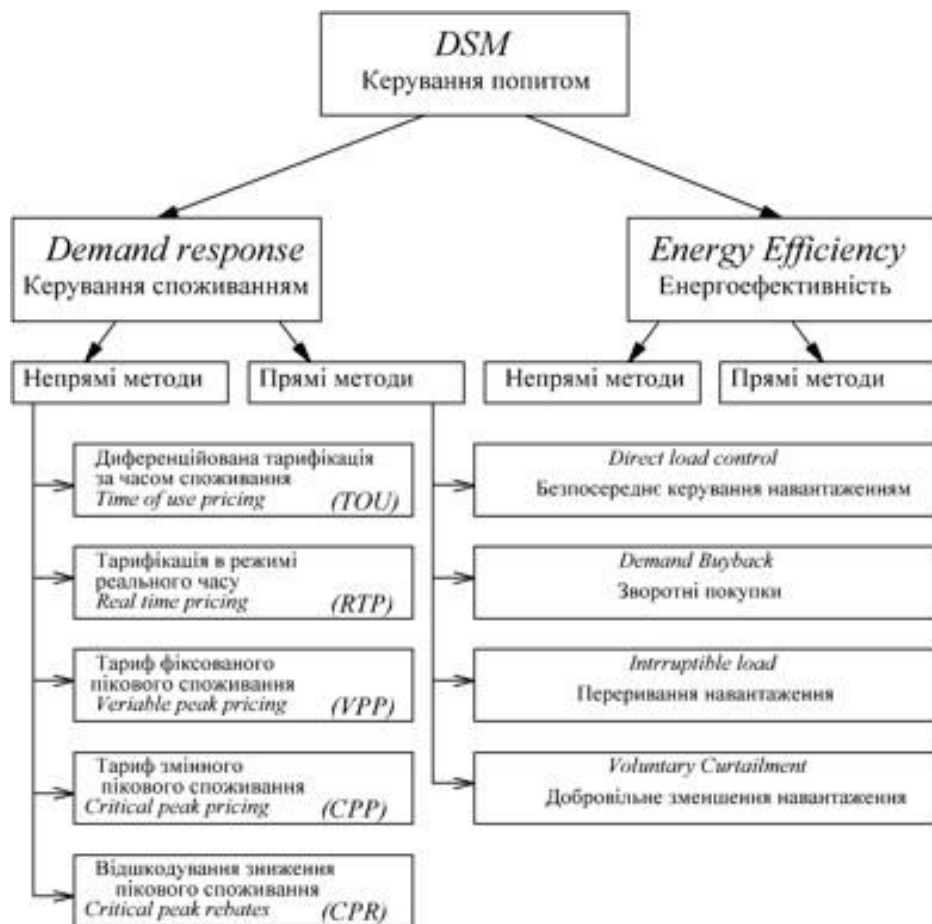 DSM
Керування попитом
Demand response
Керування споживанням
Energy Efficiency
Енергоефективність
Непрямі методи
Прямі методи
Непрямі методи
Прямі методи
Диференційована тарифікація
за часом споживання
Time of use pricing (TOU)
Тарифікація в режимі
реального часу
Real time pricing (RTP)
Тариф фіксованого
пікового споживання
Veriable peak pricing (VPP)
Тариф змінного
пікового споживання
Critical peak pricing (CPP)
Відшкодування зниження
пікового споживання
Critical peak rebates (CPR)
Direct load control
Безпосереднє керування навантаженням
Demand Buyback
Зворотні покупки
Intrruptible load
Переривання навантаження
Voluntary Curtailment
Добровільне зменшення навантаження